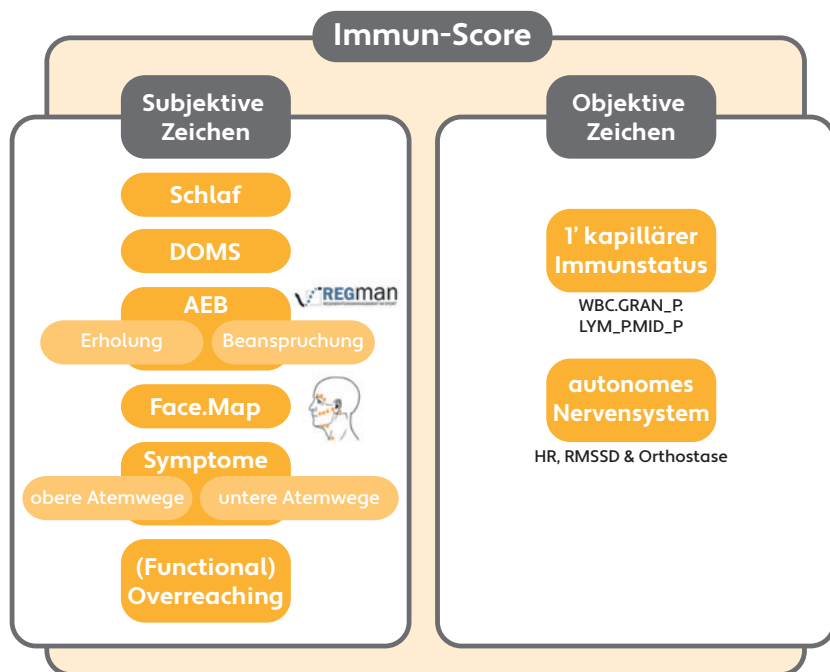 Immun-Score
Subjektive
Zeichen
Schlaf
DOMS
AEB
REGman
Erholung
Beanspruchung
Face.Map
Symptome
obere Atemwege
untere Atemwege
(Functional)
Overreaching
Objektive
Zeichen
1' kapillärer
Immunstatus
WBC.GRAN_P.
LYM_P.MID_P
autonomes
Nervensystem
HR, RMSSD & Orthostase